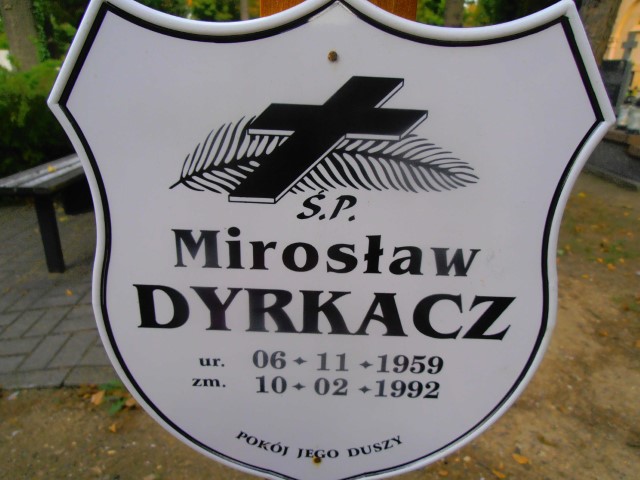 Ś.P.
Mirosław
DYRKACZ
ur. 06 + 11 + 1959
zm. 10 + 02 + 1992
POKÓJ JEGO DUSZY